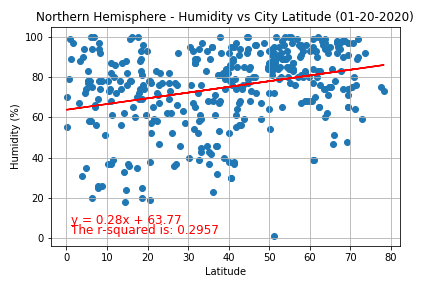 Northern Hemisphere - Humidity vs City Latitude (01-20-2020)
100
80
60
40
20
0
Humidity (%)
y = 0.28x + 63.77
The r-squared is: 0.2957
0 10 20 30 40 50 60 70 80
Latitude